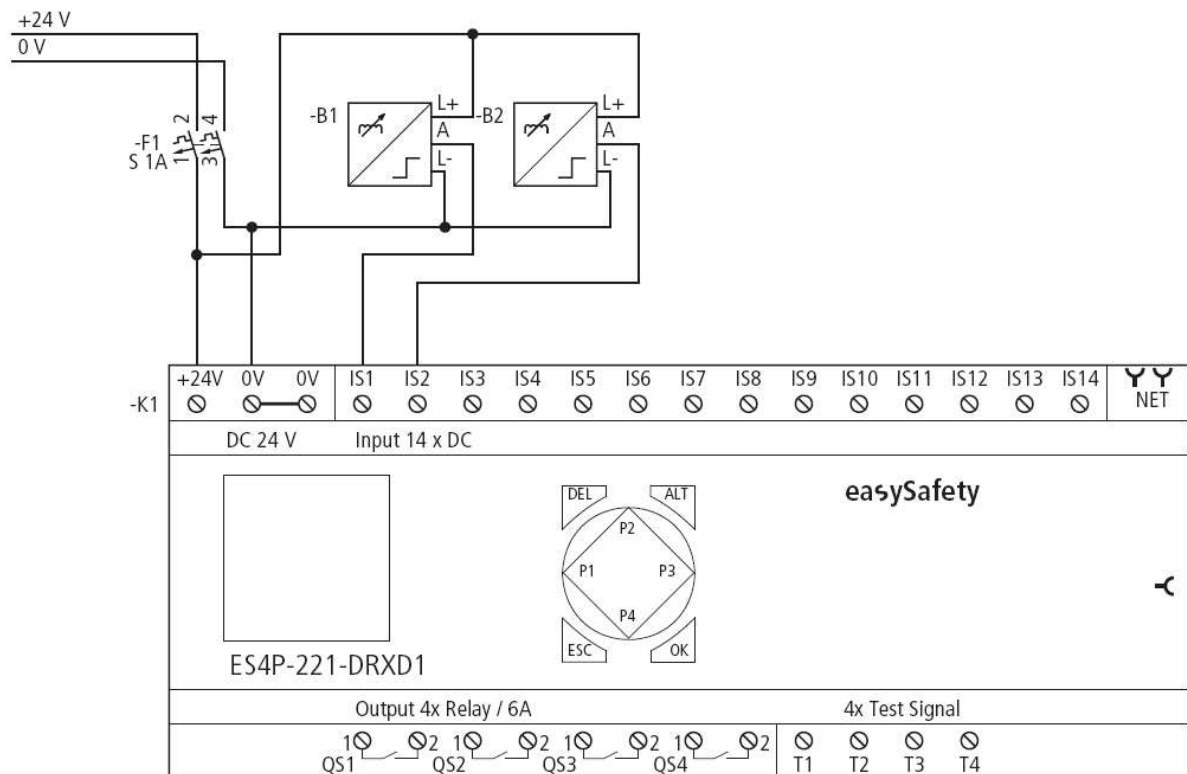 +24 V
0 V
-F1
S 1A
1 2
3 4
-B1 L+
A
L-
-B2 L+
A
L-
-K1
+24V 0V 0V IS1 IS2 IS3 IS4 IS5 IS6 IS7 IS8 IS9 IS10 IS11 IS12 IS13 IS14
NET
DC 24 V Input 14 x DC
easySafety
DEL ALT
P2
P1 P3
P4
ESC OK
ES4P-221-DRXD1
Output 4x Relay / 6A 4x Test Signal
1 2 1 2 1 2 1 2
QS1 QS2 QS3 QS4 T1 T2 T3 T4